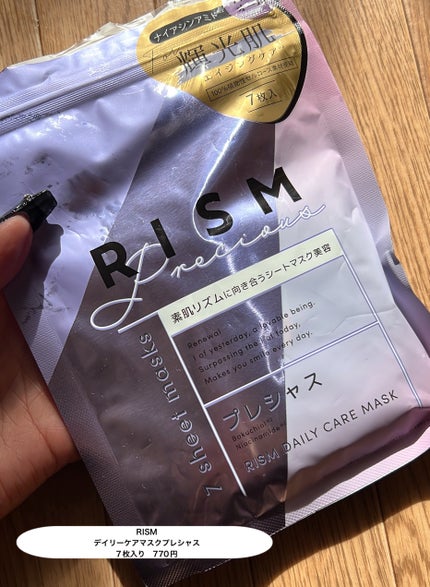 ナイアシンアミド
輝光肌
エイジングケア
7枚入
RISM
Precious
素肌リズムに向き合うシートマスク美容
Renewal
of yesterday, a lovable being.
Surpassing the
today,
Makes you smile every day.
プレシャス
Bakuchiol
Niacinamide
RISM DAILY CARE MASK
7 sheet masks
RISM
デイリーケアマスクプレシャス
7枚入り 770円